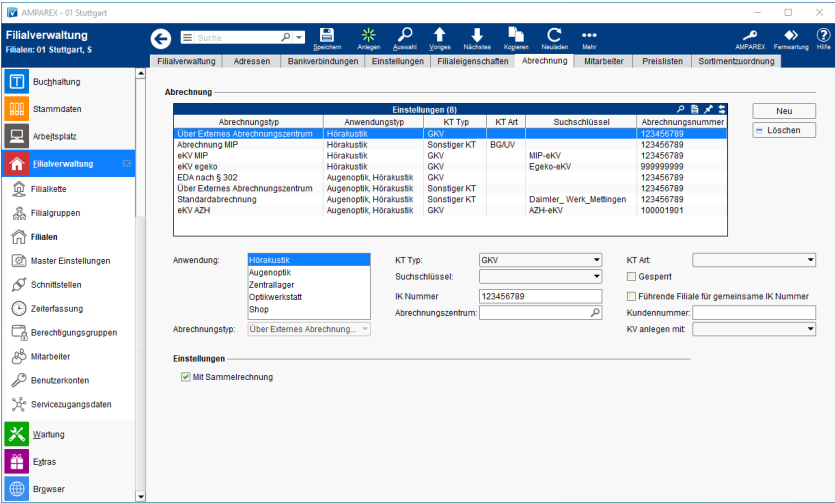 AMPAREX - 01 Stuttgart
Filialverwaltung
Filialen: 01 Stuttgart, S
Suche
Speichern
Anlegen
Auswahl
Voriges
Nächstes
Kopieren
Neuladen
Mehr
AMPAREX
Fernwartung
Hilfe
Filialverwaltung Adressen Bankverbindungen Einstellungen Filialeigenschaften Abrechnung Mitarbeiter Preislisten Sortimentzuordnung
Buchhaltung
Stammdaten
Arbeitsplatz
Filialverwaltung
Filialkette
Filialgruppen
Filialen
Master Einstellungen
Schnittstellen
Zeiterfassung
Berechtigungsgruppen
Mitarbeiter
Benutzerkonten
Servicezugangsdaten
Wartung
Extras
Browser
Abrechnung
Einstellungen (8)
Abrechnungstyp Anwendungstyp KT Typ KT Art Suchschlüssel Abrechnungsnummer
Über Externes Abrechnungszentrum Hörakustik GKV 123456789
Abrechnung MIP Hörakustik Sonstiger KT BG/UV 123456789
eKV MIP Hörakustik GKV MIP-eKV 123456789
eKV egeko Hörakustik GKV Egeko-eKV 999999999
EDA nach § 302 Augenoptik, Hörakustik GKV 123456789
Über Externes Abrechnungszentrum Augenoptik, Hörakustik Sonstiger KT 123456789
Standardabrechnung Augenoptik, Hörakustik Sonstiger KT Daimler_ Werk_Mettingen 123456789
eKV AZH Augenoptik, Hörakustik GKV AZH-eKV 100001901
Neu
Löschen
Anwendung:
Hörakustik
Augenoptik
Zentrallager
Optikwerkstatt
Shop
Abrechnungstyp: Über Externes Abrechnung...
KT Typ: GKV
Suchschlüssel:
IK Nummer 123456789
Abrechnungszentrum:
KT Art:
Gesperrt
Führende Filiale für gemeinsame IK Nummer
Kundennummer:
KV anlegen mit:
Einstellungen
Mit Sammelrechnung